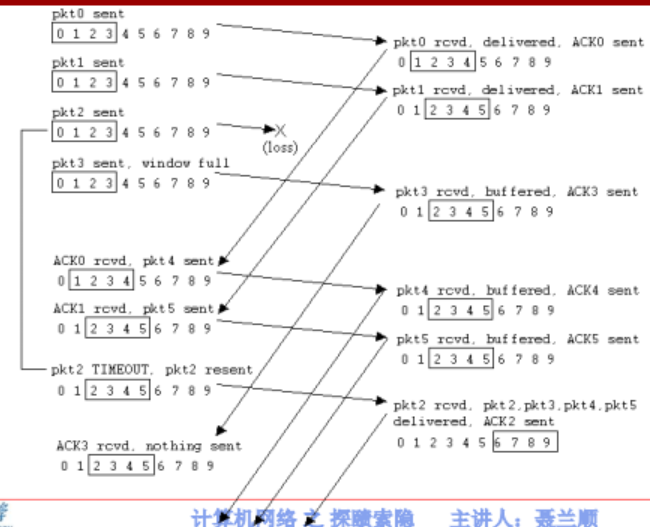 pkt0 sent
0 1 2 3 4 5 6 7 8 9
pkt1 sent
0 1 2 3 4 5 6 7 8 9
pkt2 sent
0 1 2 3 4 5 6 7 8 9
X
(loss)
pkt3 sent, window full
0 1 2 3 4 5 6 7 8 9
ACK0 rcvd, pkt4 sent
0 1 2 3 4 5 6 7 8 9
ACK1 rcvd, pkt5 sent
0 1 2 3 4 5 6 7 8 9
pkt2 TIMEOUT, pkt2 resent
0 1 2 3 4 5 6 7 8 9
ACK3 rcvd, nothing sent
0 1 2 3 4 5 6 7 8 9
pkt0 rcvd, delivered, ACK0 sent
0 1 2 3 4 5 6 7 8 9
pkt1 rcvd, delivered, ACK1 sent
0 1 2 3 4 5 6 7 8 9
pkt3 rcvd, buffered, ACK3 sent
0 1 2 3 4 5 6 7 8 9
pkt4 rcvd, buffered, ACK4 sent
0 1 2 3 4 5 6 7 8 9
pkt5 rcvd, buffered, ACK5 sent
0 1 2 3 4 5 6 7 8 9
pkt2 rcvd, pkt2,pkt3,pkt4,pkt5
delivered, ACK2 sent
0 1 2 3 4 5 6 7 8 9
计算机网络 之 探赜索隐 主讲人：聂兰顺